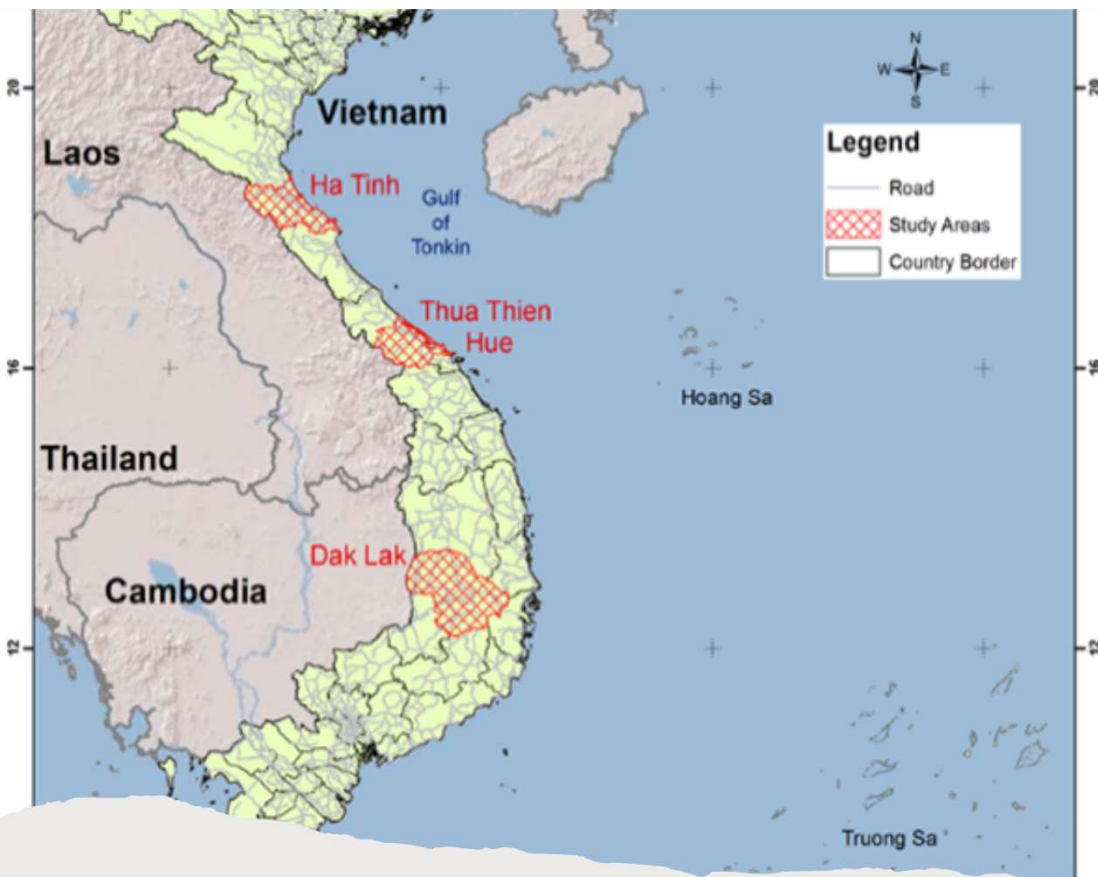 N
W E
S
20
20
Vietnam
Legend
Road
Study Areas
Country Border
Laos
Ha Tinh
Gulf
of
Tonkin
Thua Thien
Hue
16
16
Hoang Sa
Thailand
Dak Lak
Cambodia
12
12
Truong Sa